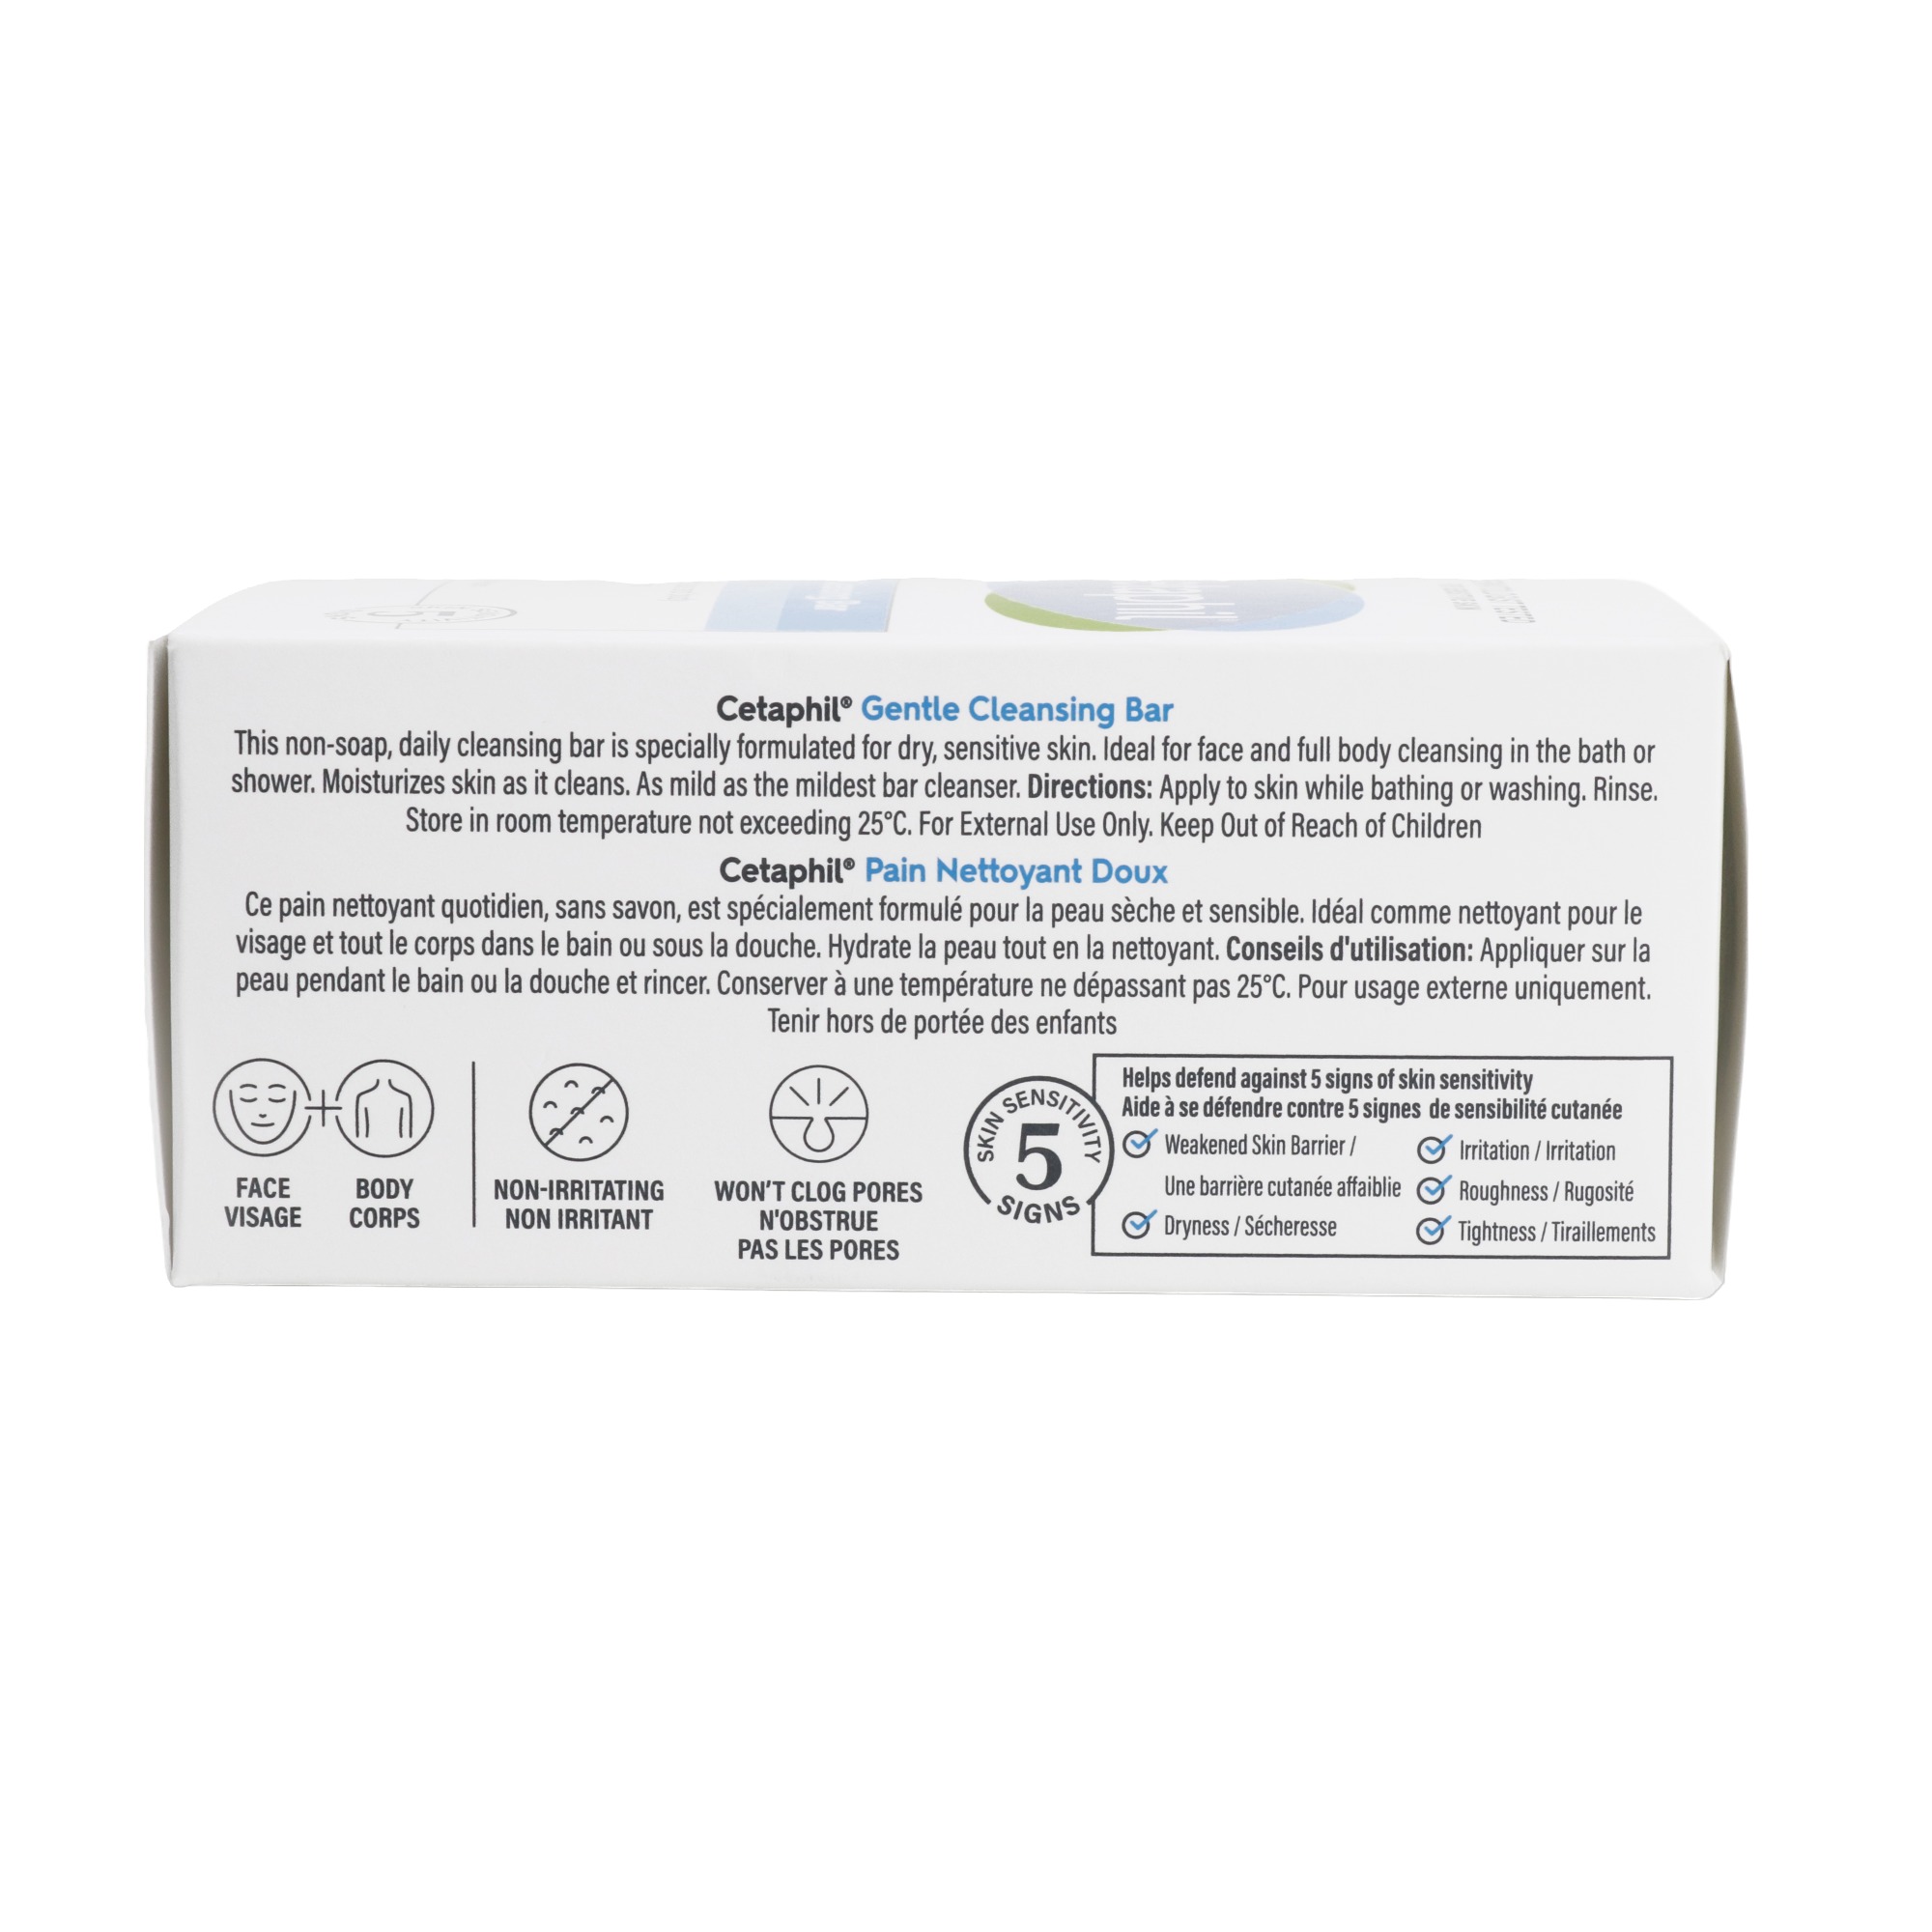 Cetaphil® Gentle Cleansing Bar
This non-soap, daily cleansing bar is specially formulated for dry, sensitive skin. Ideal for face and full body cleansing in the bath or
shower. Moisturizes skin as it cleans. As mild as the mildest bar cleanser. Directions: Apply to skin while bathing or washing. Rinse.
Store in room temperature not exceeding 25°C. For External Use Only. Keep Out of Reach of Children
Cetaphil® Pain Nettoyant Doux
Ce pain nettoyant quotidien, sans savon, est spécialement formulé pour la peau sèche et sensible. Idéal comme nettoyant pour le
visage et tout le corps dans le bain ou sous la douche. Hydrate la peau tout en la nettoyant. Conseils d'utilisation: Appliquer sur la
peau pendant le bain ou la douche et rincer. Conserver à une température ne dépassant pas 25°C. Pour usage externe uniquement.
Tenir hors de portée des enfants
FACE
VISAGE
BODY
CORPS
NON-IRRITATING
NON IRRITANT
WON'T CLOG PORES
N'OBSTRUE
PAS LES PORES
SKIN SENSITIVITY
5
SIGNS
Helps defend against 5 signs of skin sensitivity
Aide à se défendre contre 5 signes de sensibilité cutanée
Weakened Skin Barrier /
Une barrière cutanée affaiblie
Dryness / Sécheresse
Irritation / Irritation
Roughness / Rugosité
Tightness / Tiraillements